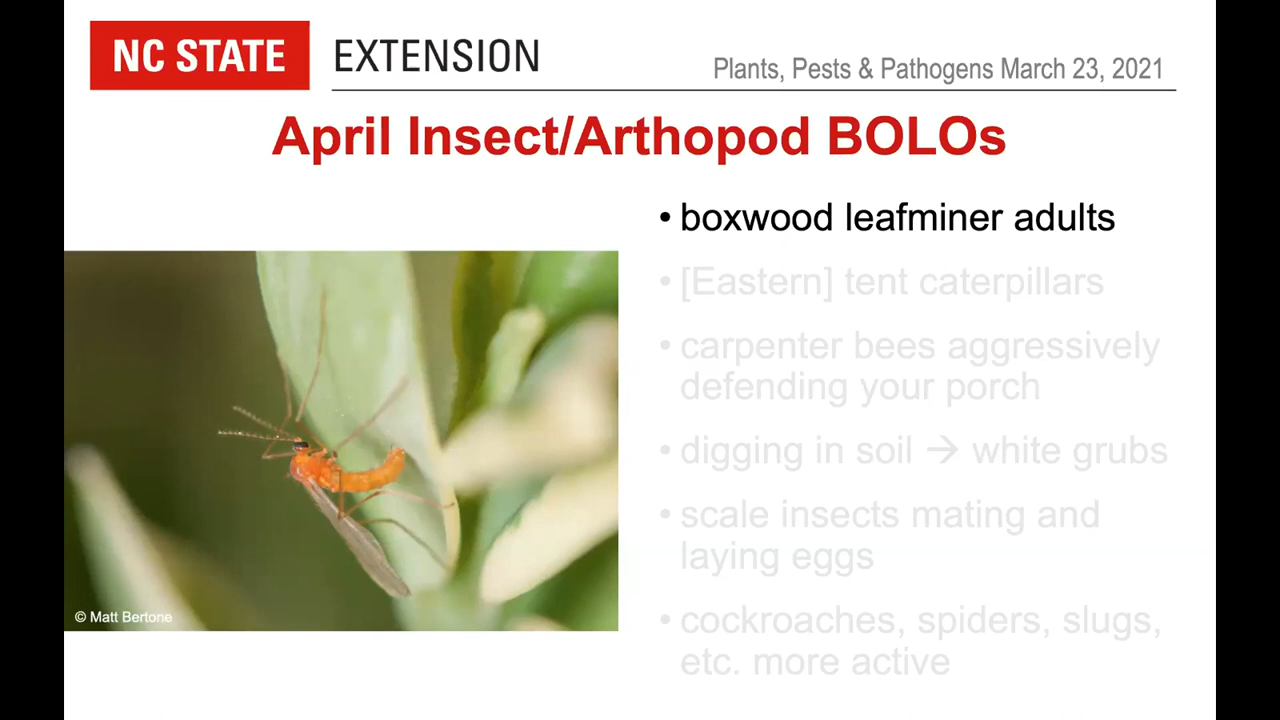 NC STATE EXTENSION
Plants, Pests & Pathogens March 23, 2021
April Insect/Arthopod BOLOs
• boxwood leafminer adults
• [Eastern] tent caterpillars
• carpenter bees aggressively
defending your porch
• digging in soil → white grubs
• scale insects mating and
laying eggs
• cockroaches, spiders, slugs,
etc. more active
© Matt Bertone